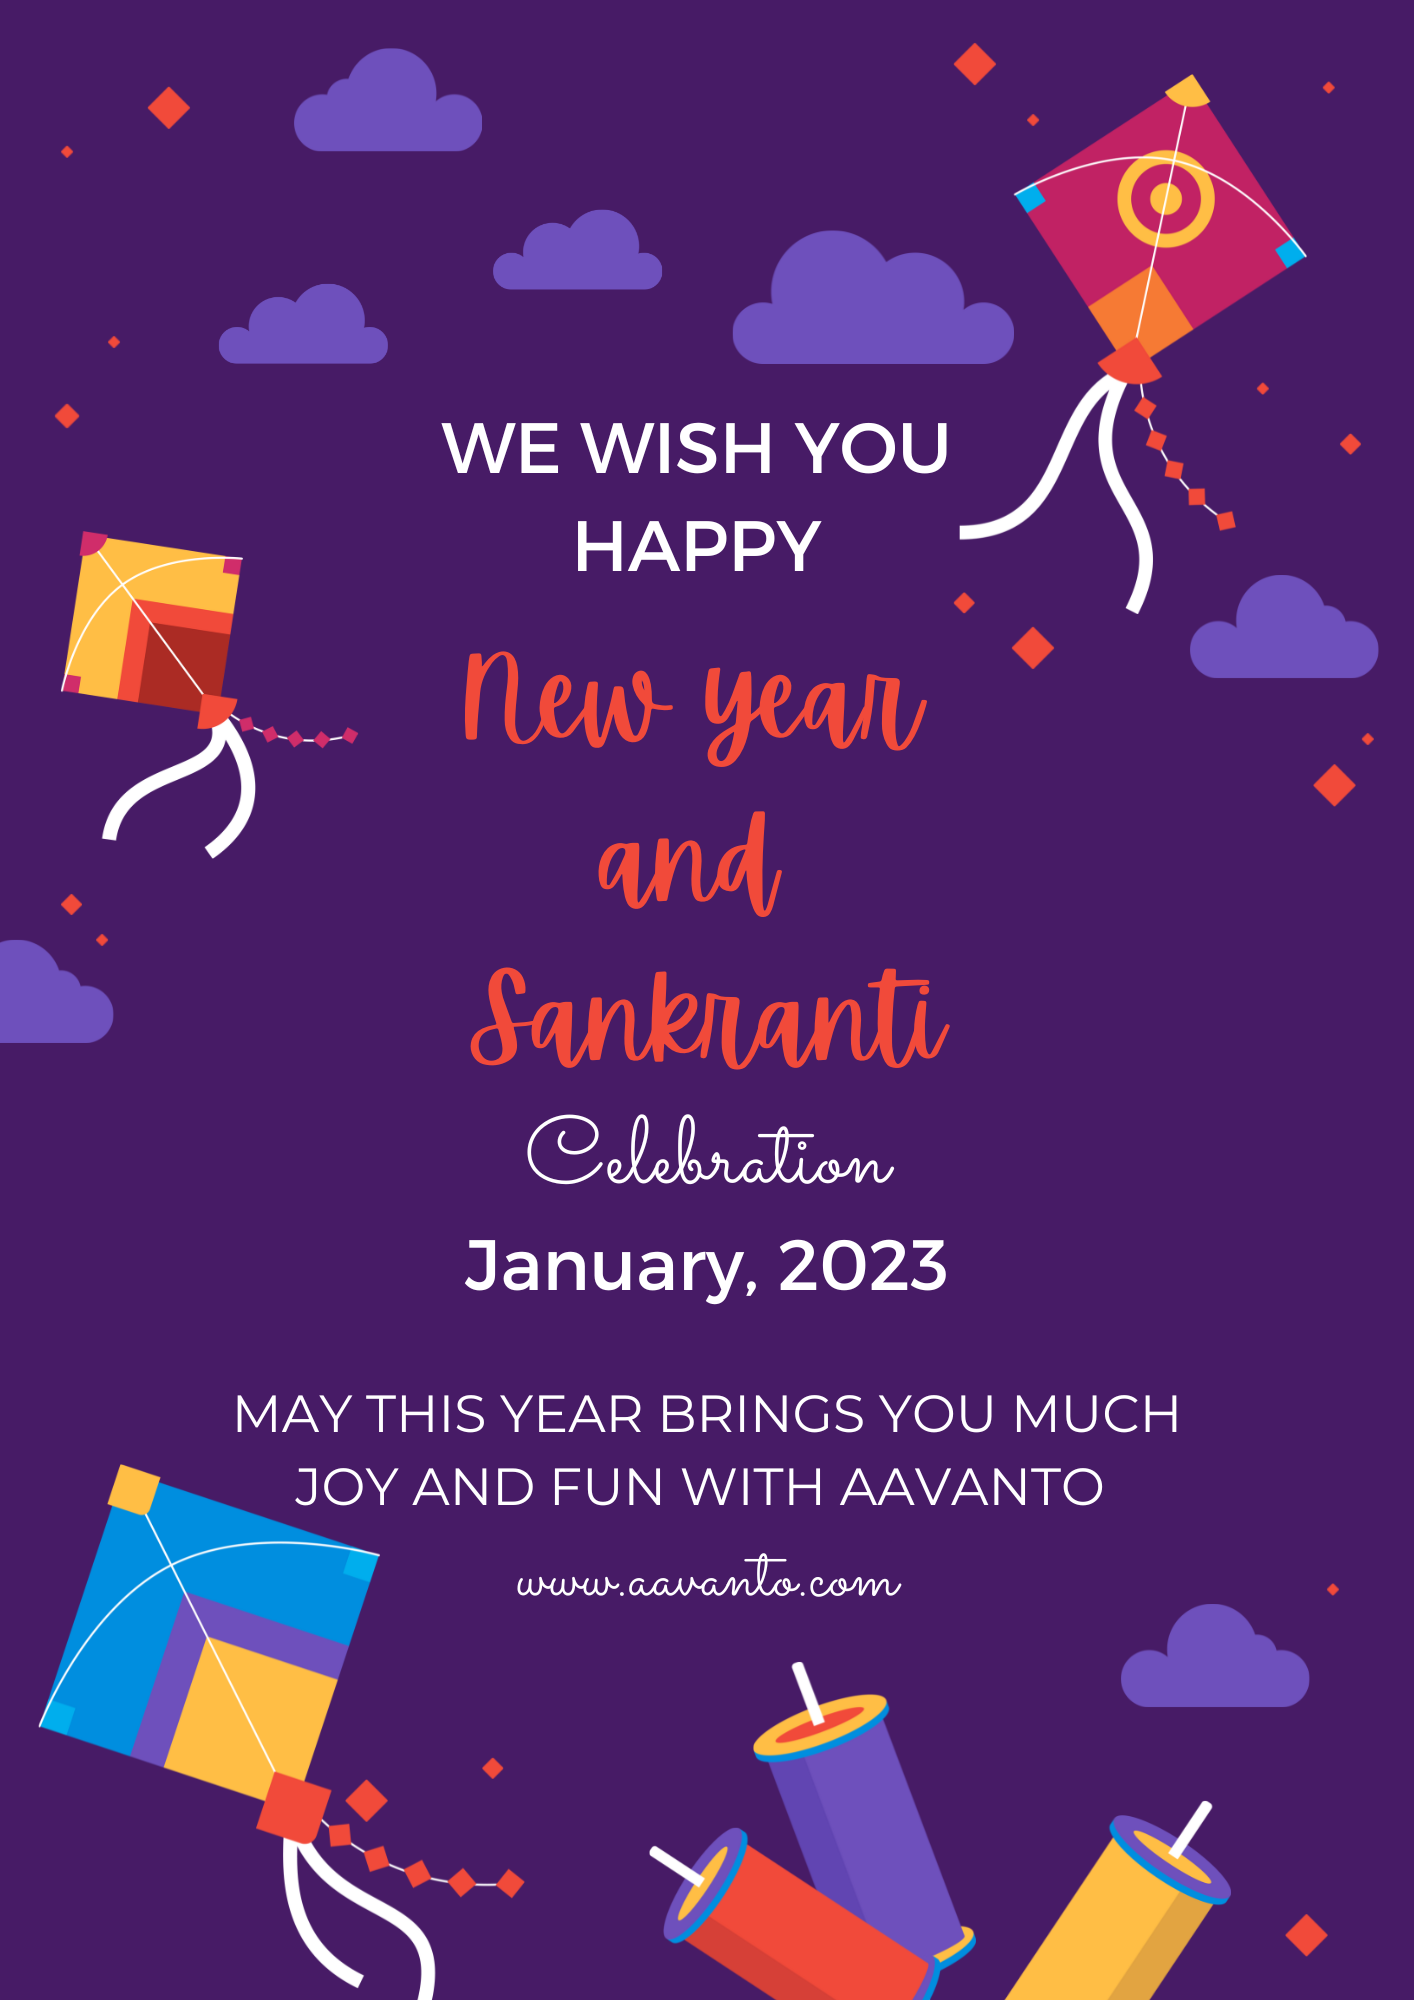 WE WISH YOU
HAPPY
New year
and
Sankranti
Celebration
January, 2023
MAY THIS YEAR BRINGS YOU MUCH
JOY AND FUN WITH AAVANTO
www.aavanto.com